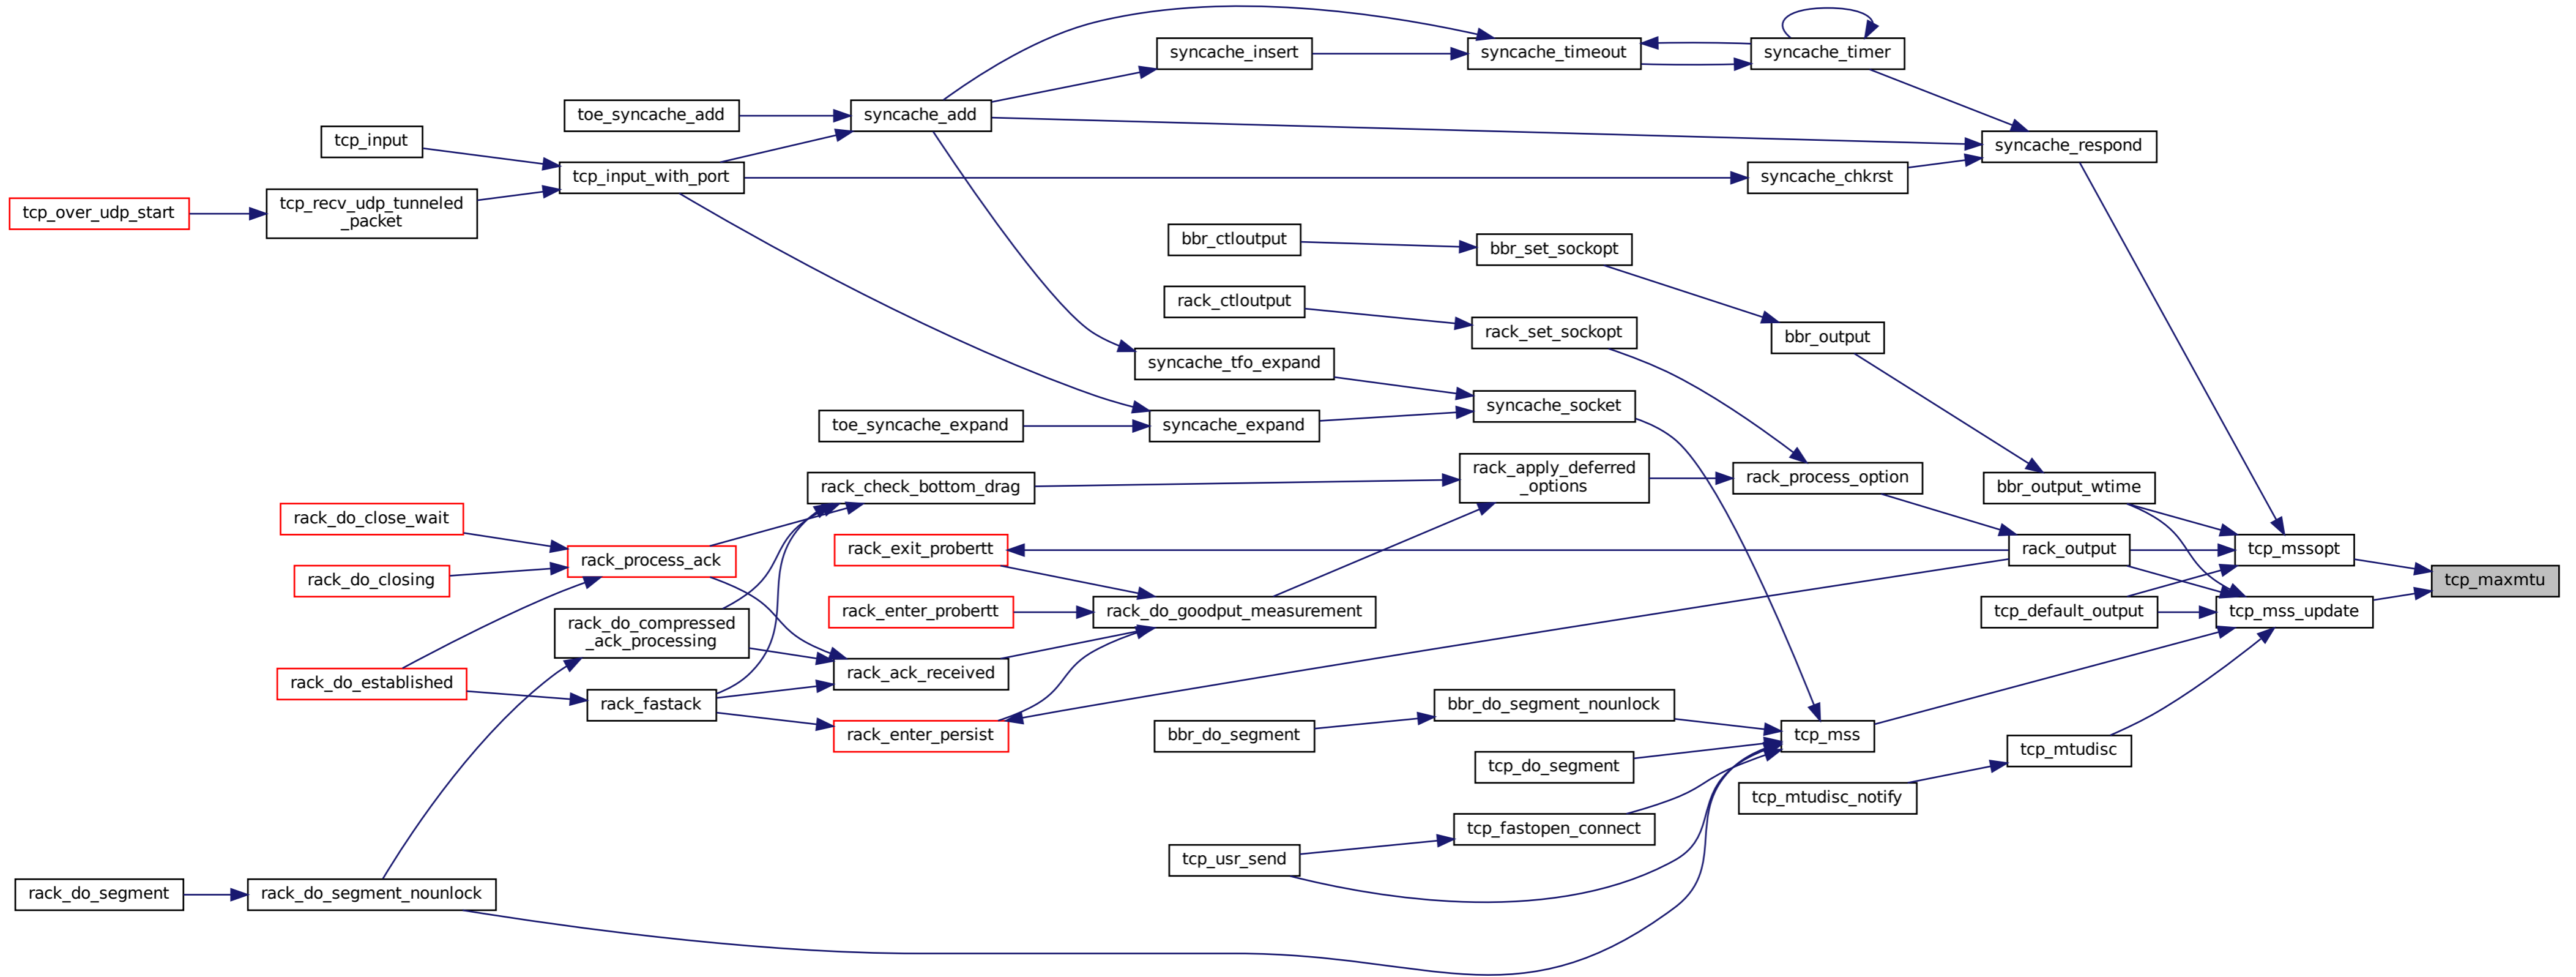 syncache_insert
syncache_timeout
syncache_timer
toe_syncache_add
syncache_add
tcp_input
syncache_respond
tcp_input_with_port
syncache_chkrst
tcp_over_udp_start
tcp_recv_udp_tunneled
_packet
bbr_ctloutput
bbr_set_sockopt
rack_ctloutput
rack_set_sockopt
bbr_output
syncache_tfo_expand
syncache_socket
toe_syncache_expand
syncache_expand
rack_check_bottom_drag
rack_apply_deferred
_options
rack_process_option
bbr_output_wtime
rack_do_close_wait
rack_process_ack
rack_exit_probertt
rack_output
tcp_mssopt
rack_do_closing
tcp_maxmtu
rack_enter_probertt
rack_do_goodput_measurement
tcp_default_output
tcp_mss_update
rack_do_compressed
_ack_processing
rack_ack_received
rack_do_established
rack_fastack
bbr_do_segment_nounlock
rack_enter_persist
bbr_do_segment
tcp_mss
tcp_mtudisc
tcp_do_segment
tcp_mtudisc_notify
tcp_fastopen_connect
tcp_usr_send
rack_do_segment
rack_do_segment_nounlock